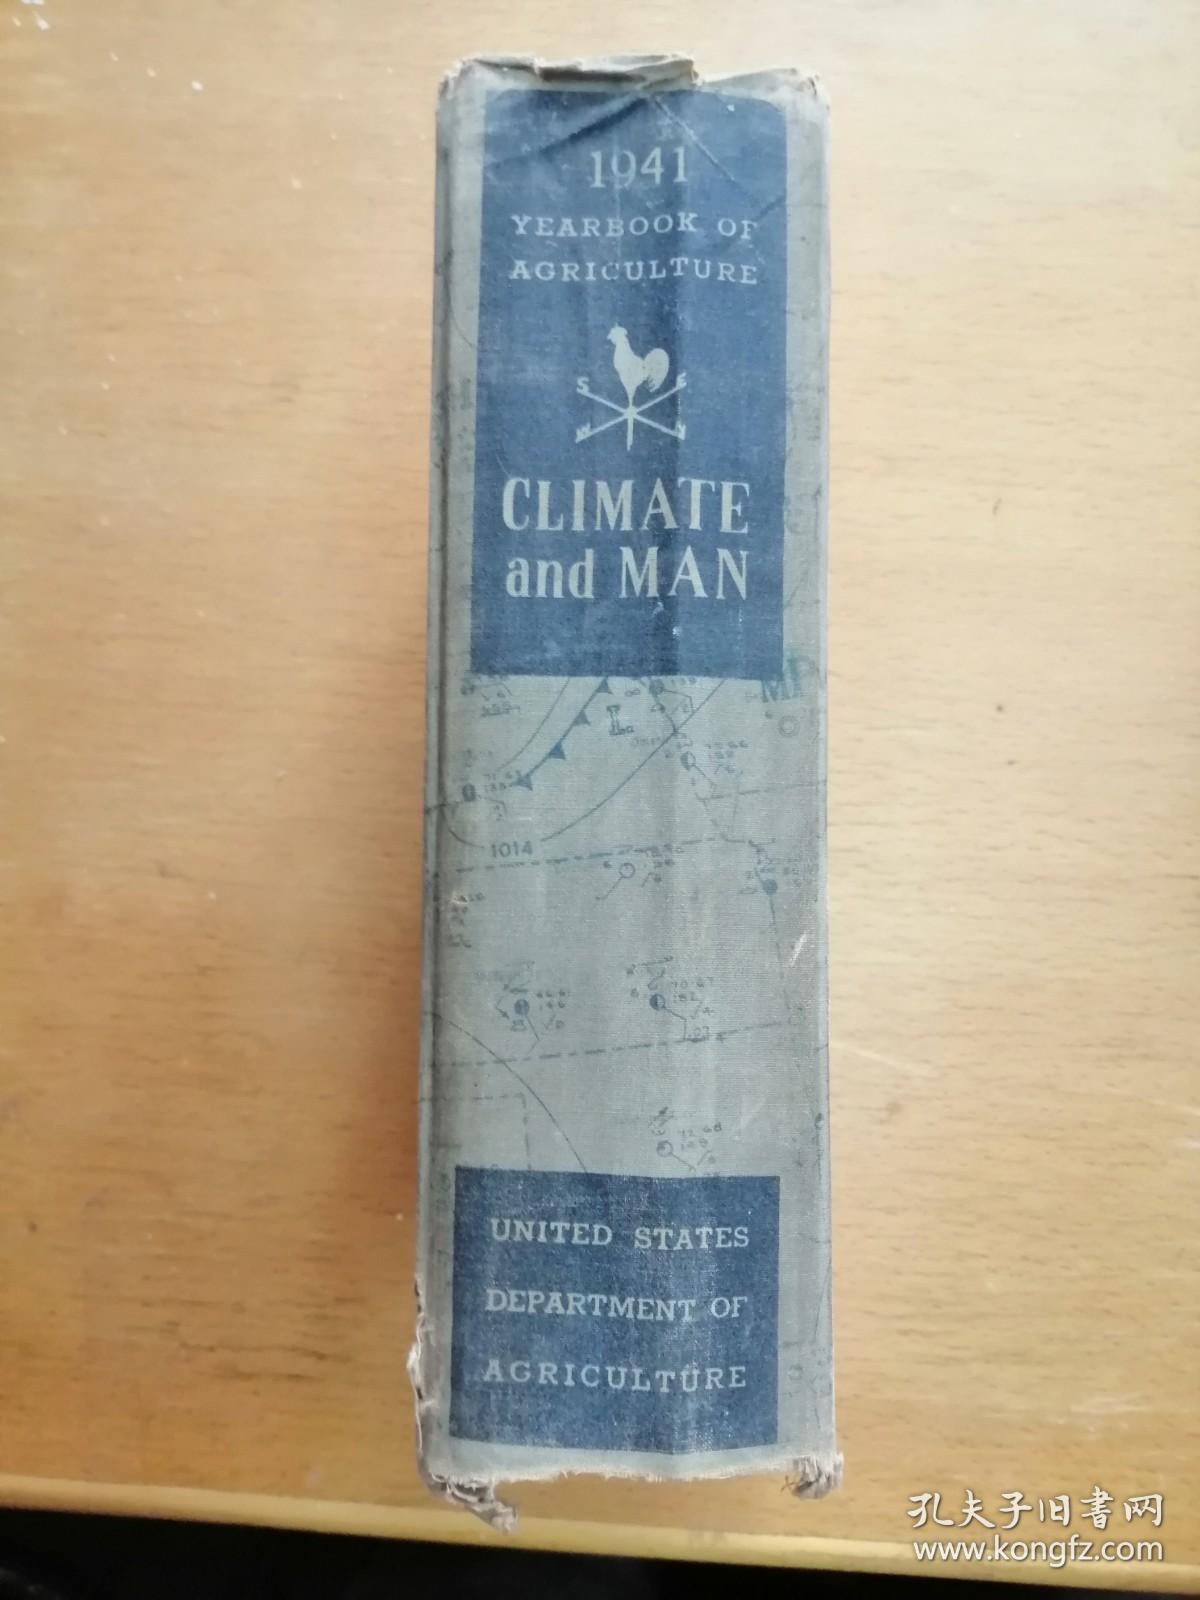 1941
YEARBOOK OF
AGRICULTURE
S E
CLIMATE
and MAN
L
1014
UNITED STATES
DEPARTMENT OF
AGRICULTURE
孔夫子旧书网
www.kongfz.com